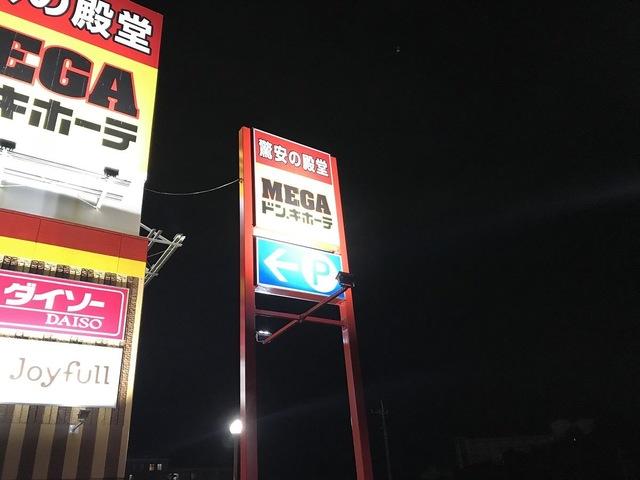 の殿堂
MEGA
キホーテ
ダイソー
DAISO
Joyfull
驚安の殿堂
MEGA
ドン.キホーテ
← P